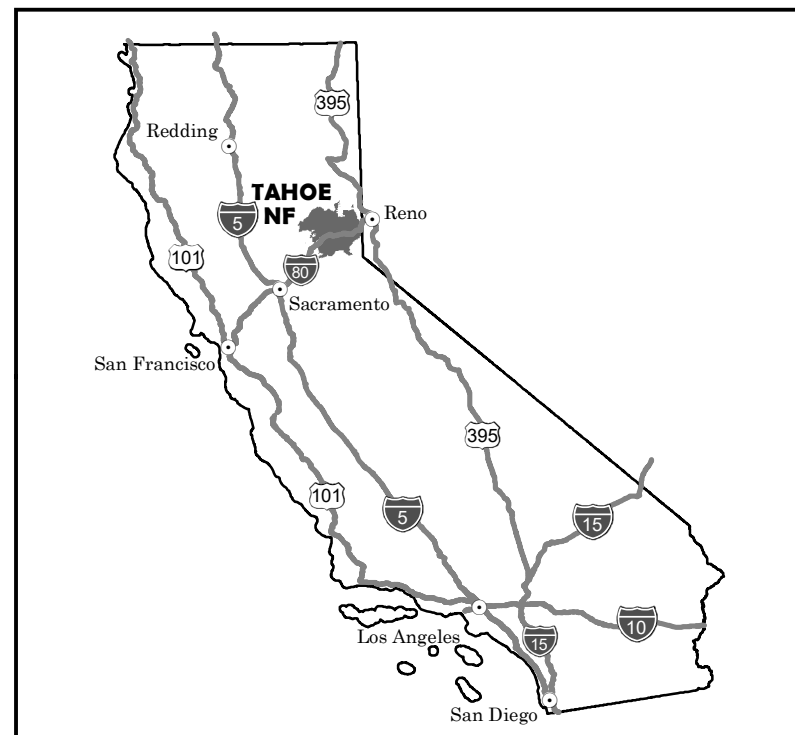 395
Redding
TAHOE
NF
5
Reno
101
80
Sacramento
San Francisco
395
101
5
15
Los Angeles
10
15
San Diego